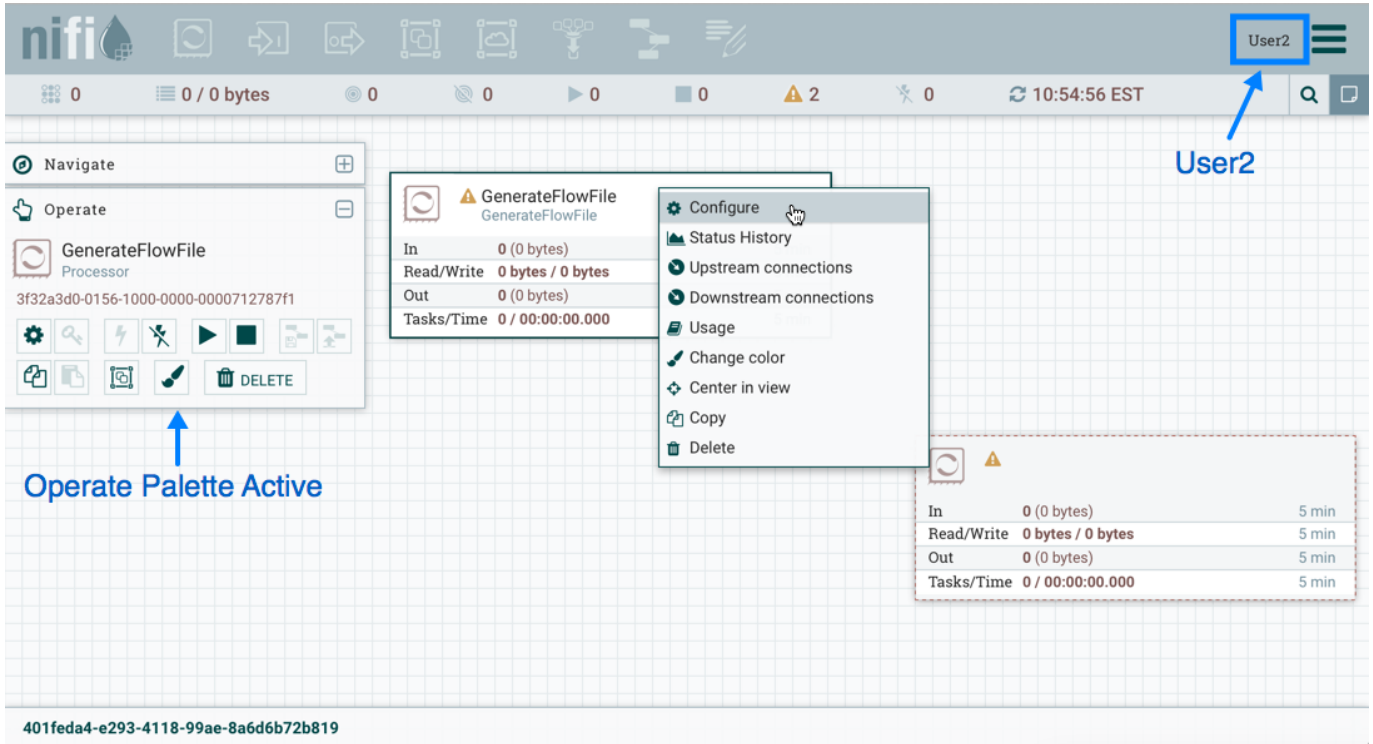 nifi
User2
0
0 / 0 bytes
0
0
0
0
2
0
10:54:56 EST
User2
Navigate
Operate
GenerateFlowFile
Processor
3f32a3d0-0156-1000-0000-0000712787f1
DELETE
Operate Palette Active
GenerateFlowFile
GenerateFlowFile
In 0 (0 bytes)
Read/Write 0 bytes / 0 bytes
Out 0 (0 bytes)
Tasks/Time 0 / 00:00:00.000
Configure
Status History
Upstream connections
Downstream connections
Usage
Change color
Center in view
Copy
Delete
In 0 (0 bytes) 5 min
Read/Write 0 bytes / 0 bytes 5 min
Out 0 (0 bytes) 5 min
Tasks/Time 0 / 00:00:00.000 5 min
401feda4-e293-4118-99ae-8a6d6b72b819